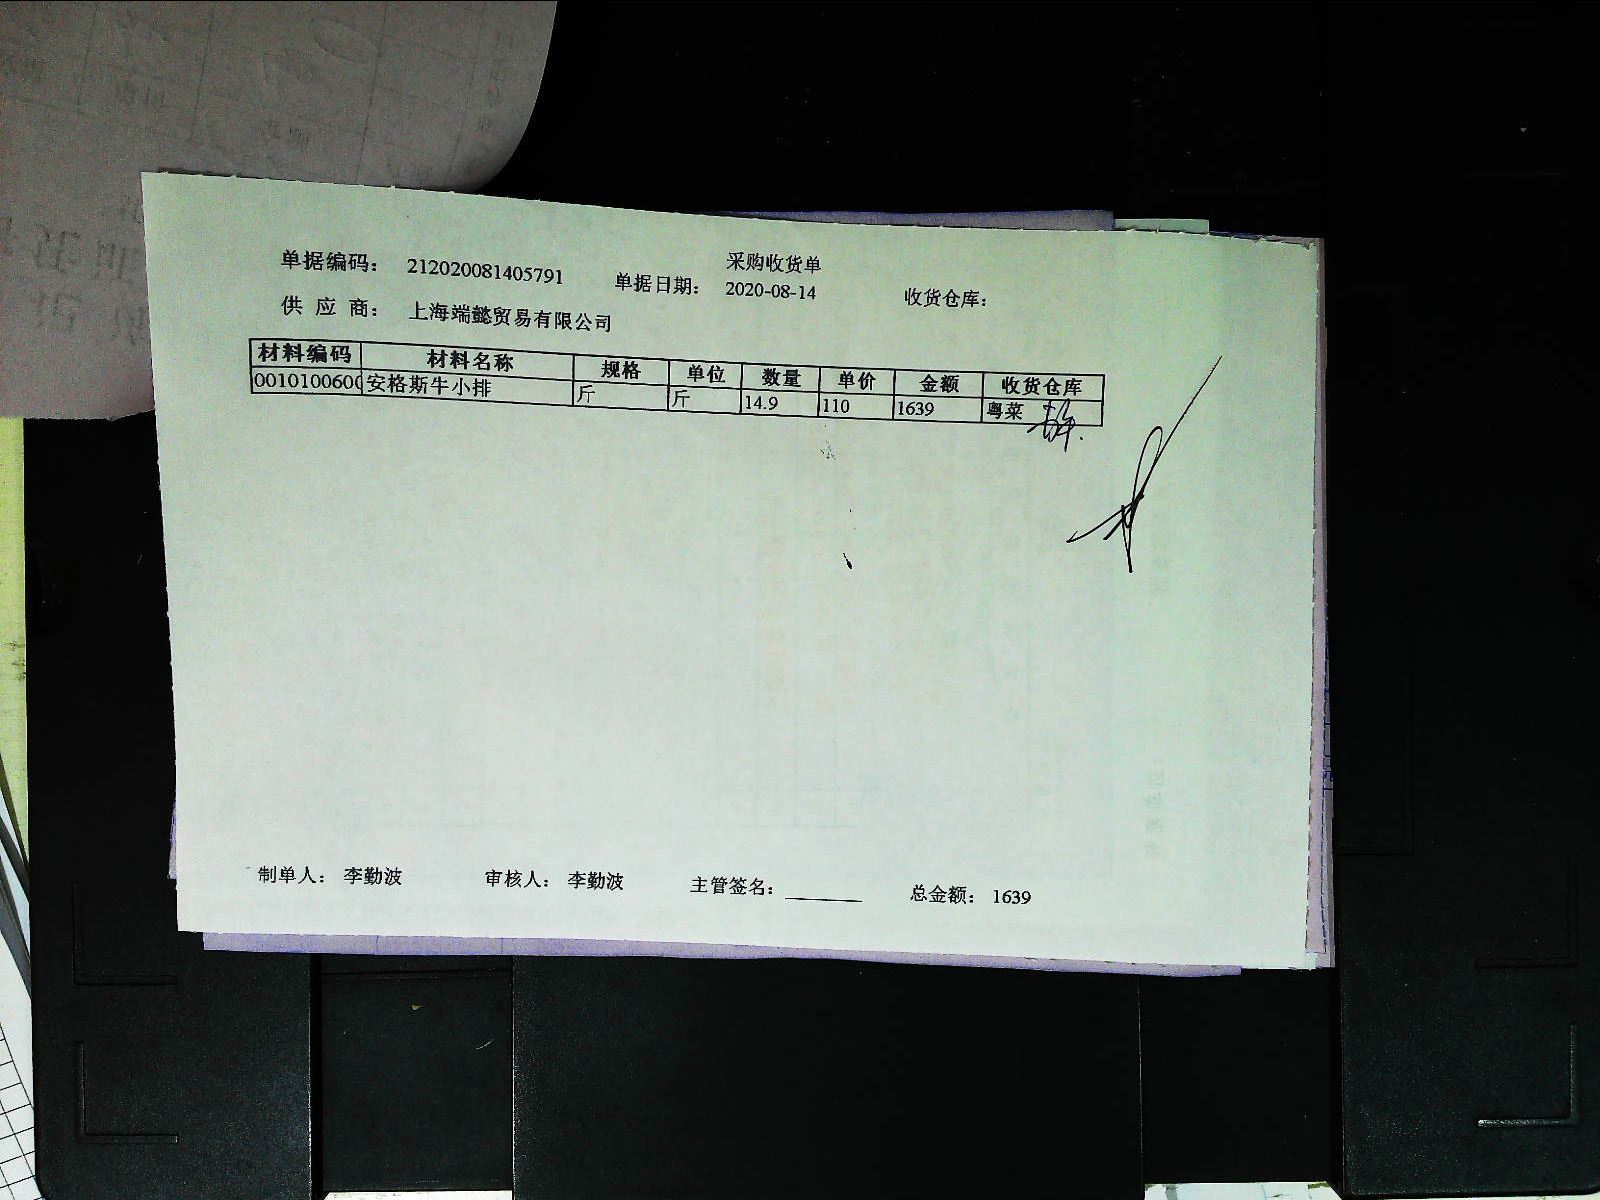 采购收货单
单据编码： 212020081405791 单据日期： 2020-08-14 收货仓库：
供 应 商： 上海端懿贸易有限公司
材料编码 材料名称 规格 单位 数量 单价 金额 收货仓库
0010100600 安格斯牛小排 斤 斤 14.9 110 1639 粤菜
制单人： 李勤波 审核人： 李勤波 主管签名： 总金额： 1639